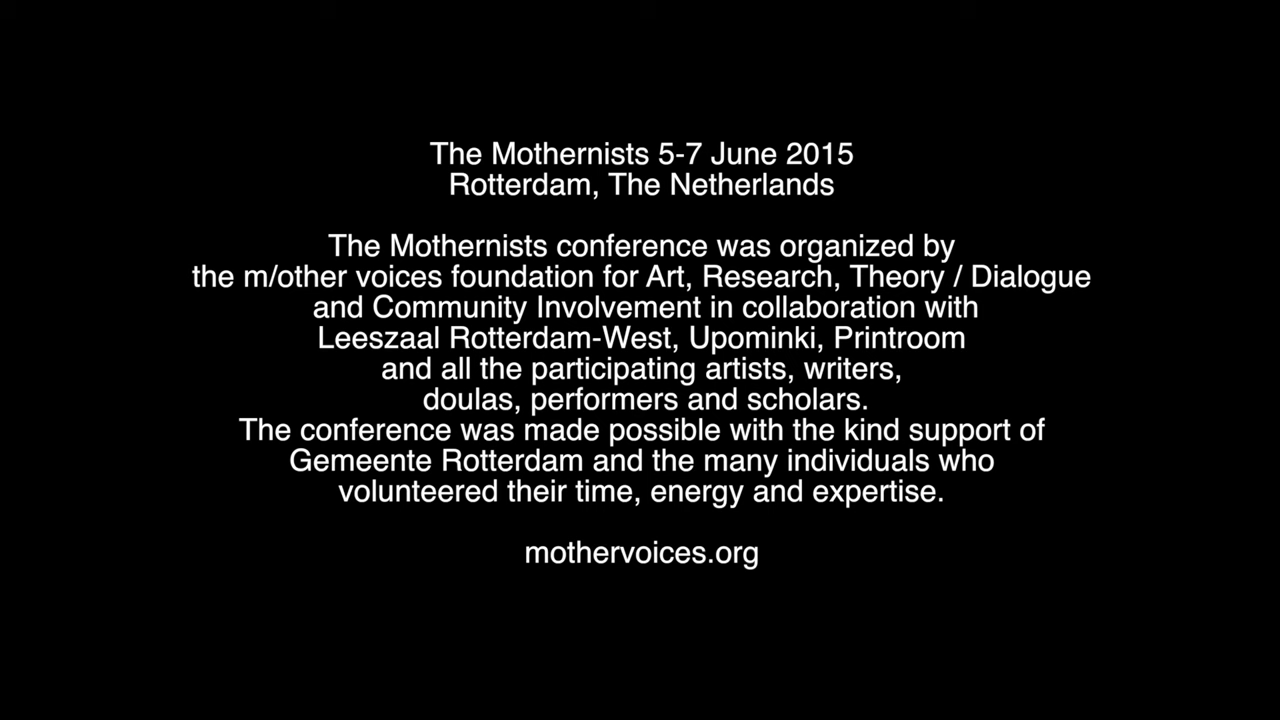 The Mothernists 5-7 June 2015
Rotterdam, The Netherlands
The Mothernists conference was organized by
the m/other voices foundation for Art, Research, Theory / Dialogue
and Community Involvement in collaboration with
Leeszaal Rotterdam-West, Upominki, Printroom
and all the participating artists, writers,
doulas, performers and scholars.
The conference was made possible with the kind support of
Gemeente Rotterdam and the many individuals who
volunteered their time, energy and expertise.
mothervoices.org